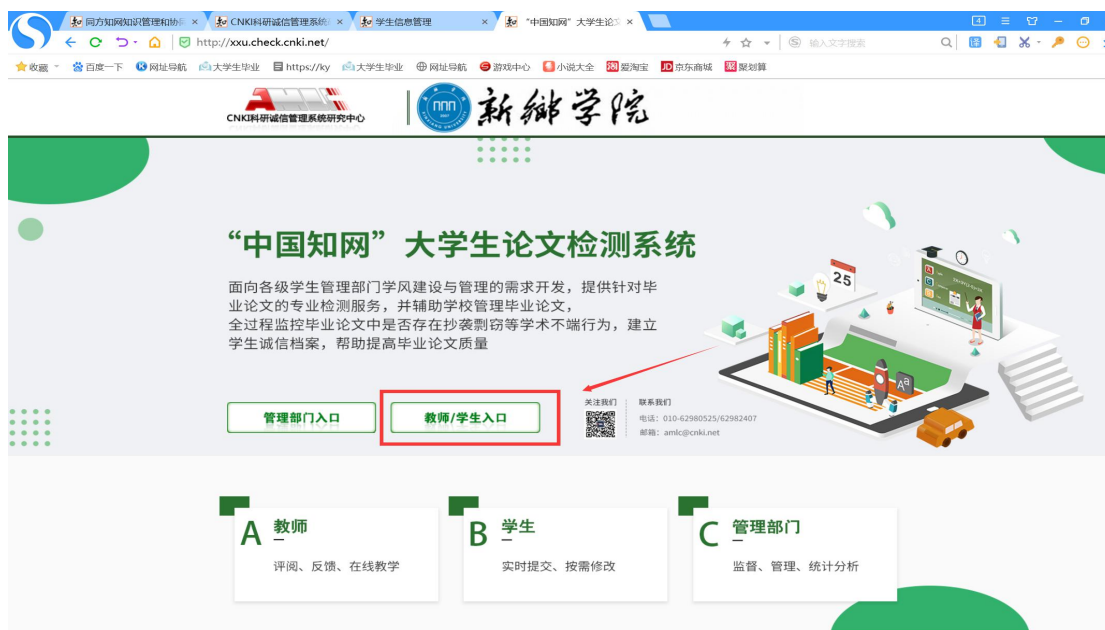 同方知网知识管理和协
CNKI科研诚信管理系统
学生信息管理
"中国知网"大学生论文
4
http://xxu.check.cnki.net/
输入文字搜索
收藏
百度一下
网址导航
大学生毕业
https://ky
大学生毕业
网址导航
游戏中心
小说大全
爱淘宝
京东商城
聚划算
CNKI科研诚信管理系统研究中心
新乡学院
“中国知网”大学生论文检测系统
面向各级学生管理部门学风建设与管理的需求开发，提供针对毕
业论文的专业检测服务，并辅助学校管理毕业论文，
全过程监控毕业论文中是否存在抄袭剽窃等学术不端行为，建立
学生诚信档案，帮助提高毕业论文质量
25
管理部门入口
教师/学生入口
关注我们
联系我们
电话：010-62980525/62982407
邮箱：amlc@cnki.net
A 教师
评阅、反馈、在线教学
B 学生
实时提交、按需修改
C 管理部门
监督、管理、统计分析